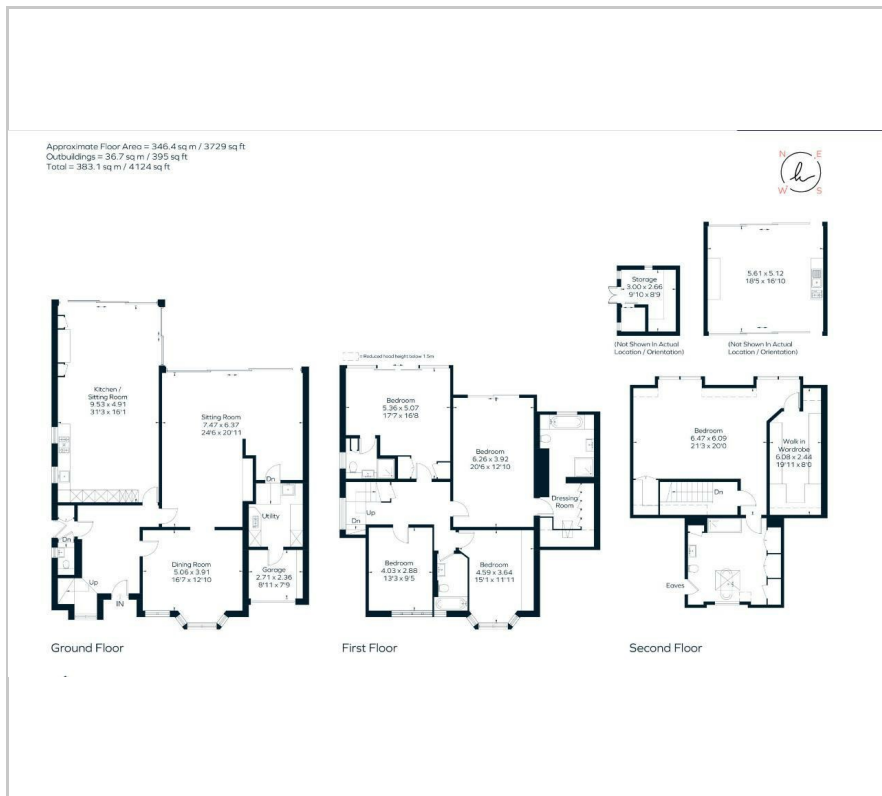 Approximate Floor Area = 346.4 sq m / 3729 sq ft
Outbuildings = 36.7 sq m / 395 sq ft
Total = 383.1 sq m / 4124 sq ft
N
E
W
S
Storage
3.00 x 2.66
9'10 x 8'9
(Not Shown In Actual
Location / Orientation)
5.61 x 5.12
18'5 x 16'10
(Not Shown In Actual
Location / Orientation)
Kitchen /
Sitting Room
9.53 x 4.91
31'3 x 16'1
Sitting Room
7.47 x 6.37
24'6 x 20'11
Dn
Utility
Dn
Up
IN
Dining Room
5.06 x 3.91
16'7 x 12'10
Garage
2.71 x 2.36
8'11 x 7'9
Ground Floor
= Reduced head height below 1.5m
Bedroom
5.36 x 5.07
17'7 x 16'8
Bedroom
6.26 x 3.92
20'6 x 12'10
Up
Dn
Dressing
Room
Bedroom
4.03 x 2.88
13'3 x 9'5
Bedroom
4.59 x 3.64
15'1 x 11'11
First Floor
Bedroom
6.47 x 6.09
21'3 x 20'0
Walk in
Wardrobe
6.08 x 2.44
19'11 x 8'0
Dn
Eaves
Second Floor